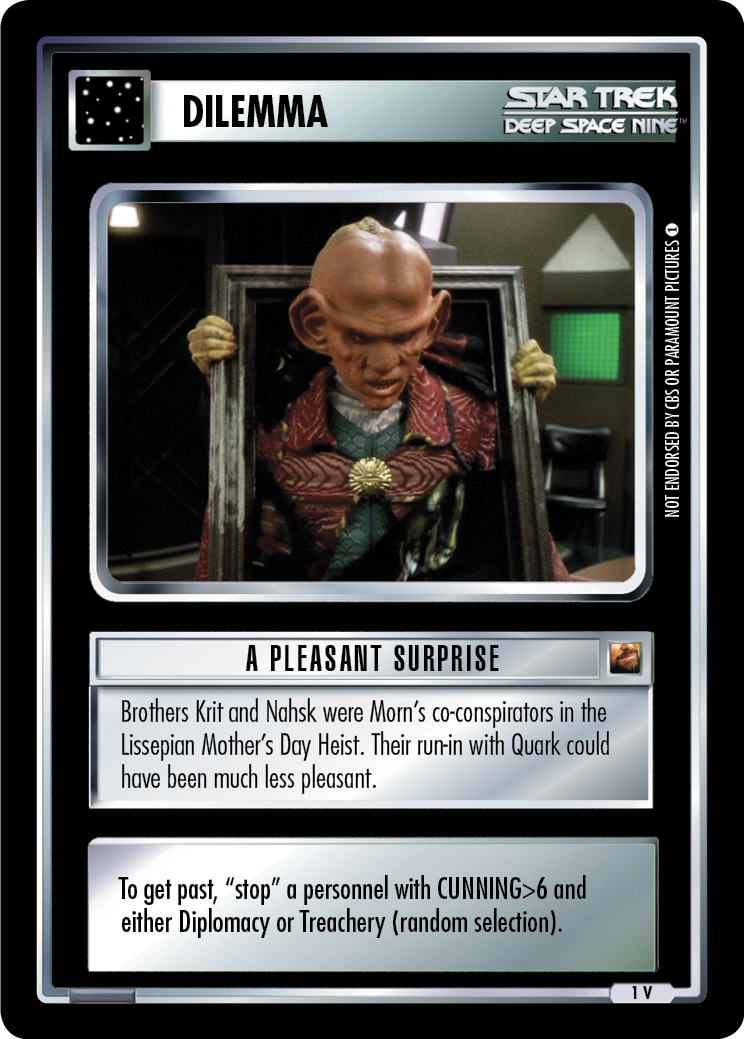 DILEMMA
STAR TREK
DEEP SPACE NINE™
NOT ENDORSED BY CBS OR PARAMOUNT PICTURES 1
A PLEASANT SURPRISE
Brothers Krit and Nahsk were Morn's co-conspirators in the
Lissepian Mother's Day Heist. Their run-in with Quark could
have been much less pleasant.
To get past, “stop” a personnel with CUNNING>6 and
either Diplomacy or Treachery (random selection).
1 V